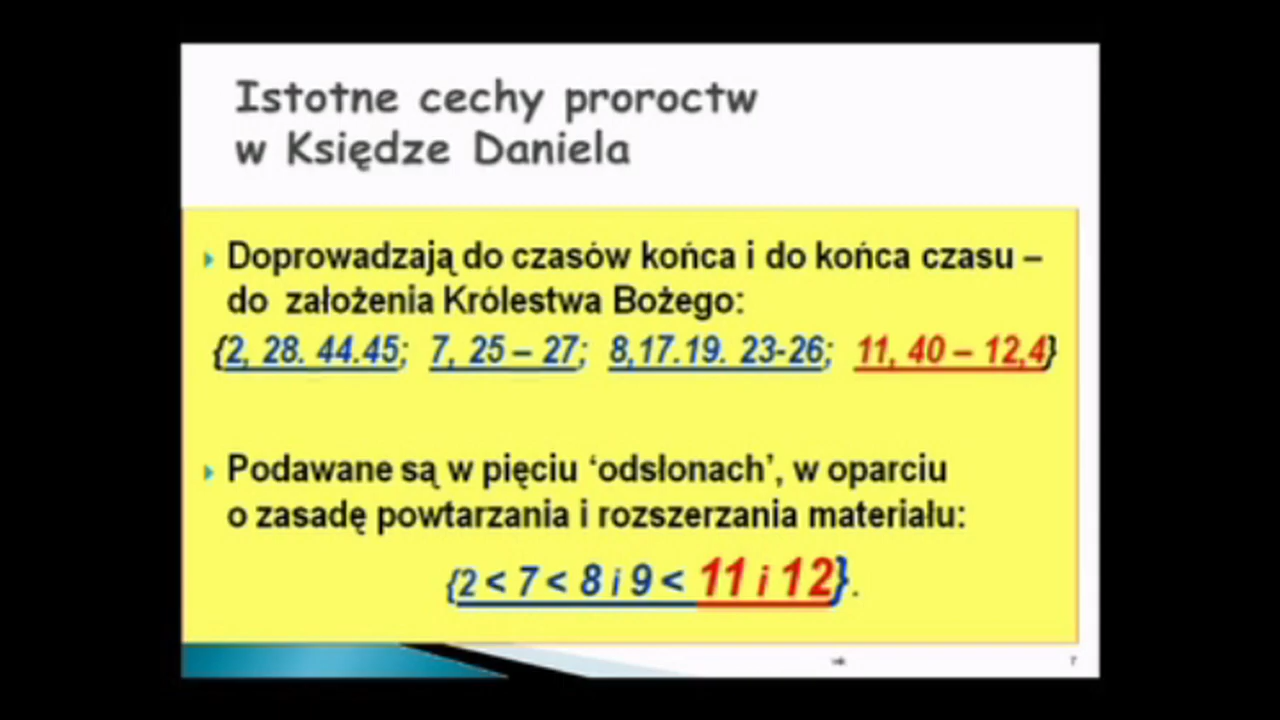 Istotne cechy proroctw
w Księdze Daniela
Doprowadzają do czasów końca i do końca czasu –
do założenia Królestwa Bożego:
{2, 28. 44.45; 7, 25 – 27; 8,17.19. 23-26; 11, 40 – 12,4}
Podawane są w pięciu ‘odsłonach’, w oparciu
o zasadę powtarzania i rozszerzania materiału:
{2 < 7 < 8 i 9 < 11 i 12}.
7